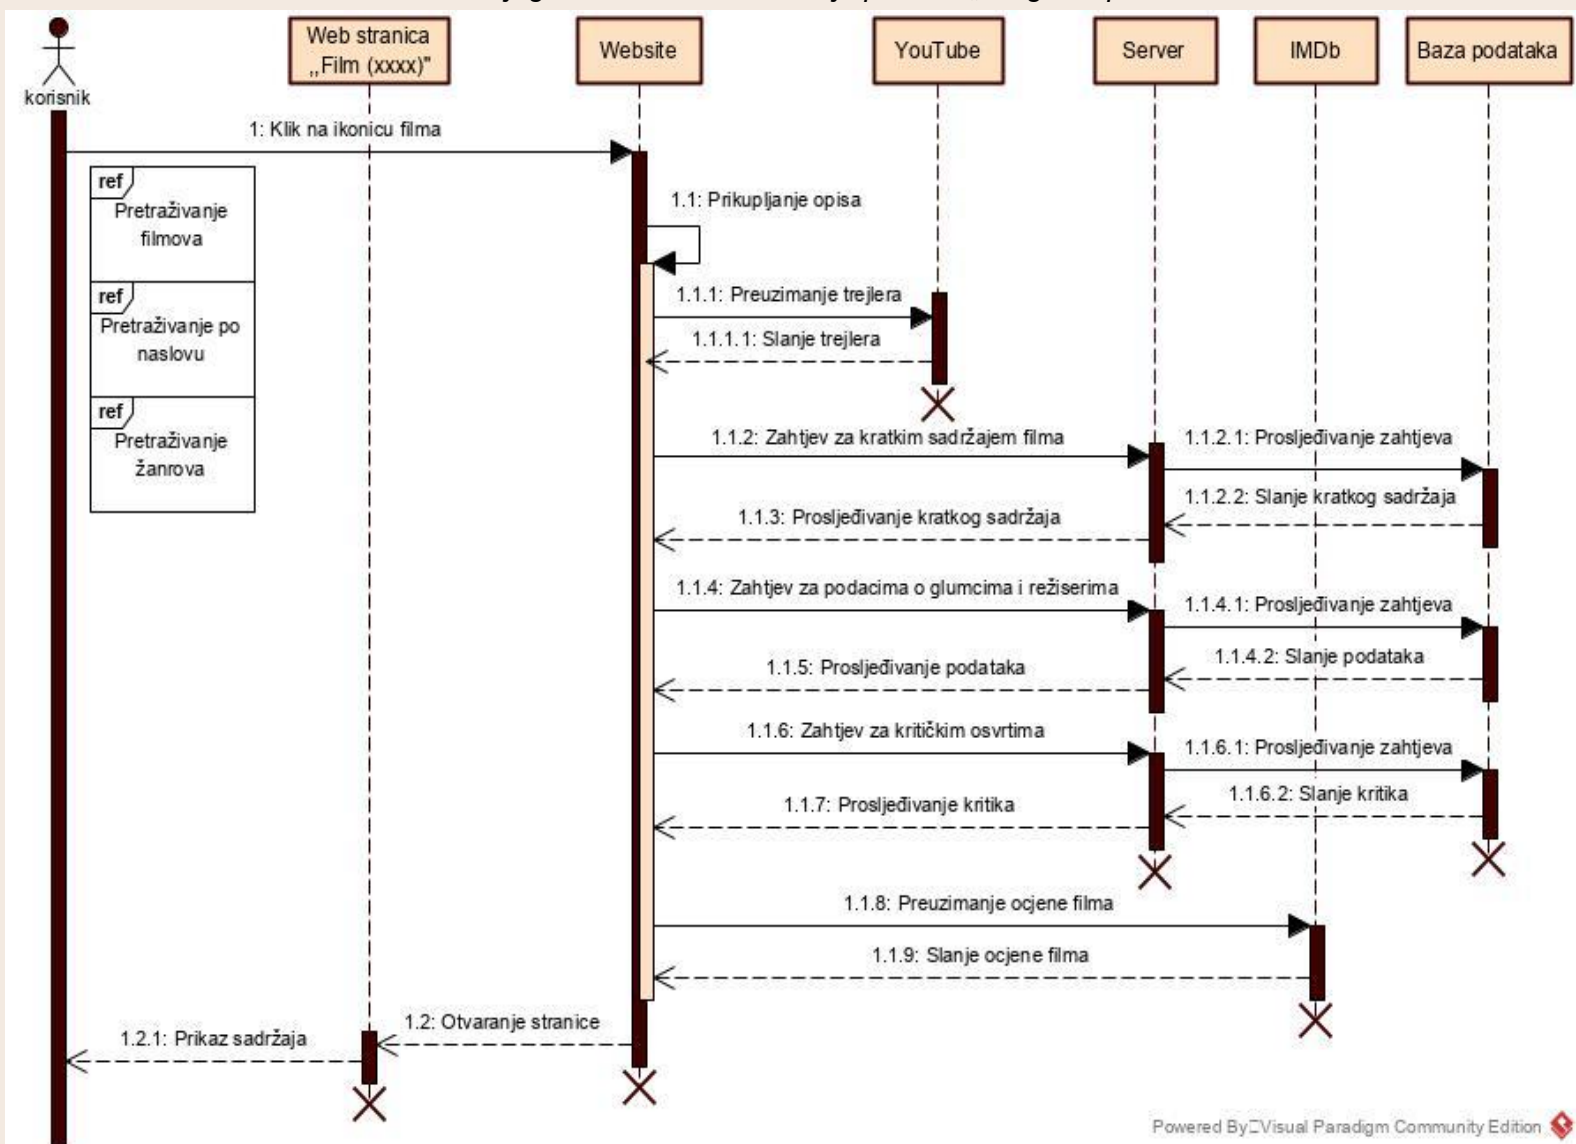 Web stranica
,,Film (xxxx)"
Website
YouTube
Server
IMDb
Baza podataka
korisnik
1: Klik na ikonicu filma
ref
Pretraživanje
filmova
ref
Pretraživanje po
naslovu
ref
Pretraživanje
žanrova
1.1: Prikupljanje opisa
1.1.1: Preuzimanje trejlera
1.1.1.1: Slanje trejlera
1.1.2: Zahtjev za kratkim sadržajem filma
1.1.2.1: Prosljeđivanje zahtjeva
1.1.2.2: Slanje kratkog sadržaja
1.1.3: Prosljeđivanje kratkog sadržaja
1.1.4: Zahtjev za podacima o glumcima i režiserima
1.1.4.1: Prosljeđivanje zahtjeva
1.1.4.2: Slanje podataka
1.1.5: Prosljeđivanje podataka
1.1.6: Zahtjev za kritičkim osvrtima
1.1.6.1: Prosljeđivanje zahtjeva
1.1.6.2: Slanje kritika
1.1.7: Prosljeđivanje kritika
1.1.8: Preuzimanje ocjene filma
1.1.9: Slanje ocjene filma
1.2: Otvaranje stranice
1.2.1: Prikaz sadržaja
Powered By Visual Paradigm Community Edition